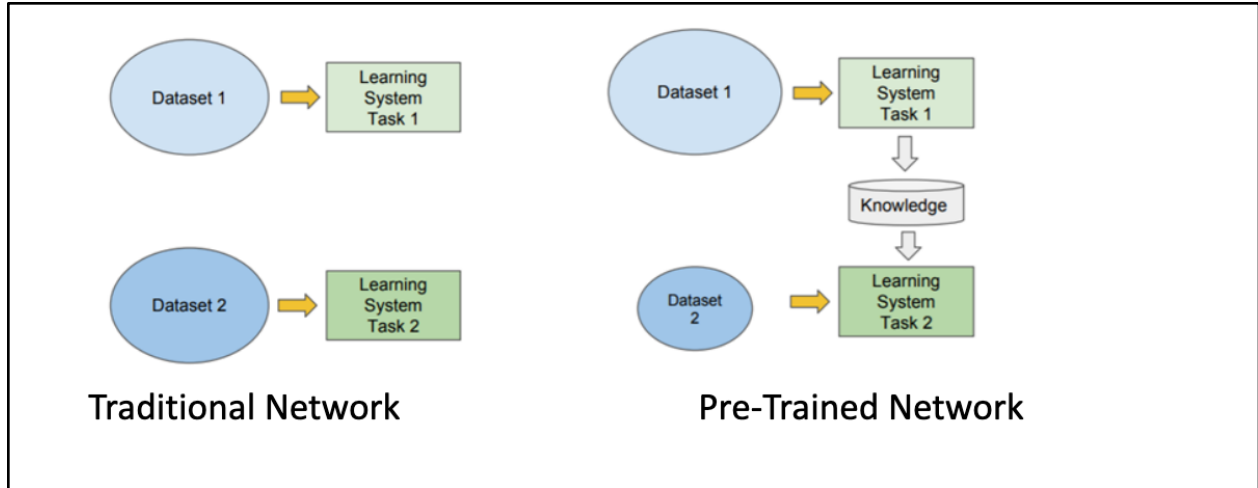 Dataset 1
Learning
System
Task 1
Dataset 2
Learning
System
Task 2
Traditional Network
Dataset 1
Learning
System
Task 1
Knowledge
Dataset
2
Learning
System
Task 2
Pre-Trained Network